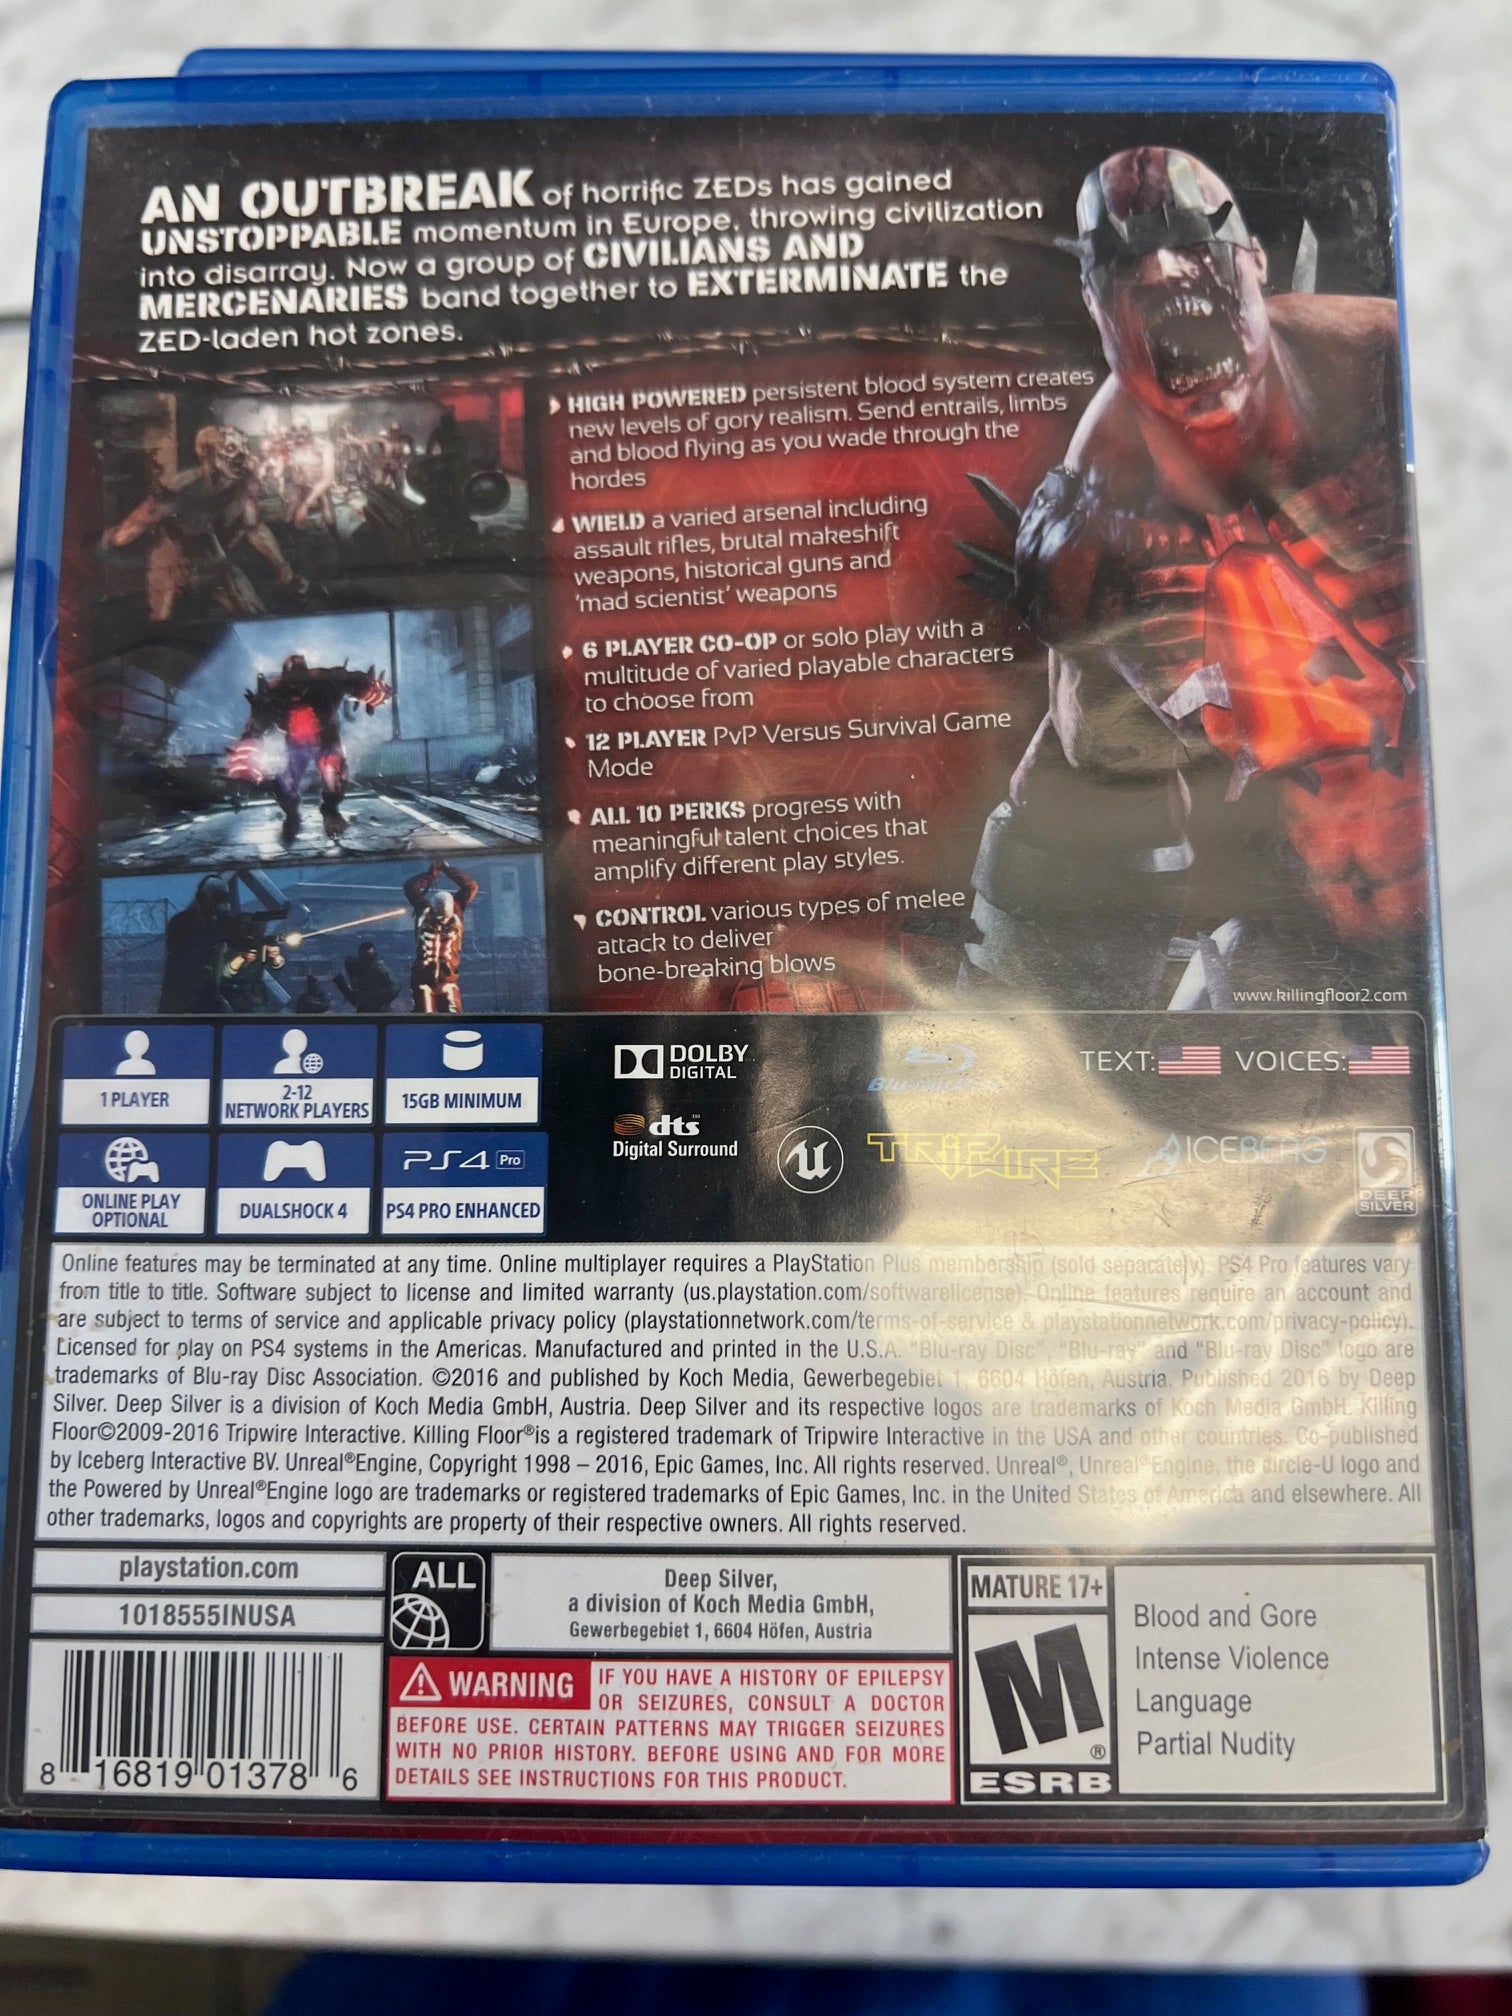 AN OUTBREAK of horrific ZEDs has gained
UNSTOPPABLE momentum in Europe, throwing civilization
into disarray. Now a group of CIVILIANS AND
MERCENARIES band together to EXTERMINATE the
ZED-laden hot zones.
HIGH POWERED persistent blood system creates
new levels of gory realism. Send entrails, limbs
and blood flying as you wade through the
hordes
WIELD a varied arsenal including
assault rifles, brutal makeshift
weapons, historical guns and
'mad scientist' weapons
6 PLAYER CO-OP or solo play with a
multitude of varied playable characters
to choose from
12 PLAYER PvP Versus Survival Game
Mode
ALL 10 PERKS progress with
meaningful talent choices that
amplify different play styles.
CONTROL various types of melee
attack to deliver
bone-breaking blows
www.killingfloor2.com
1 PLAYER
2-12
NETWORK PLAYERS
15GB MINIMUM
ONLINE PLAY
OPTIONAL
DUALSHOCK 4
PS4 Pro
PS4 PRO ENHANCED
DOLBY
DIGITAL
dts™
Digital Surround
Blu-ray Disc
TEXT: VOICES:
TRIPWIRE
ICEBERG
DEEP
SILVER
Online features may be terminated at any time. Online multiplayer requires a PlayStation Plus membership (sold separately). PS4 Pro features vary
from title to title. Software subject to license and limited warranty (us.playstation.com/softwarelicense). Online features require an account and
are subject to terms of service and applicable privacy policy (playstationnetwork.com/terms-of-service & playstationnetwork.com/privacy-policy).
Licensed for play on PS4 systems in the Americas. Manufactured and printed in the U.S.A. "Blu-ray Disc", "Blu-ray" and "Blu-ray Disc" logo are
trademarks of Blu-ray Disc Association. ©2016 and published by Koch Media, Gewerbegebiet 1, 6604 Höfen, Austria. Published 2016 by Deep
Silver. Deep Silver is a division of Koch Media GmbH, Austria. Deep Silver and its respective logos are trademarks of Koch Media GmbH. Killing
Floor©2009-2016 Tripwire Interactive. Killing Floor®is a registered trademark of Tripwire Interactive in the USA and other countries. Co-published
by Iceberg Interactive BV. Unreal®Engine, Copyright 1998 – 2016, Epic Games, Inc. All rights reserved. Unreal®, Unreal®Engine, the circle-U logo and
the Powered by Unreal®Engine logo are trademarks or registered trademarks of Epic Games, Inc. in the United States of America and elsewhere. All
other trademarks, logos and copyrights are property of their respective owners. All rights reserved.
playstation.com
1018555INUSA
8 16819 01378 6
ALL
Deep Silver,
a division of Koch Media GmbH,
Gewerbegebiet 1, 6604 Höfen, Austria
WARNING IF YOU HAVE A HISTORY OF EPILEPSY
OR SEIZURES, CONSULT A DOCTOR
BEFORE USE. CERTAIN PATTERNS MAY TRIGGER SEIZURES
WITH NO PRIOR HISTORY. BEFORE USING AND FOR MORE
DETAILS SEE INSTRUCTIONS FOR THIS PRODUCT.
MATURE 17+
M®
ESRB
Blood and Gore
Intense Violence
Language
Partial Nudity